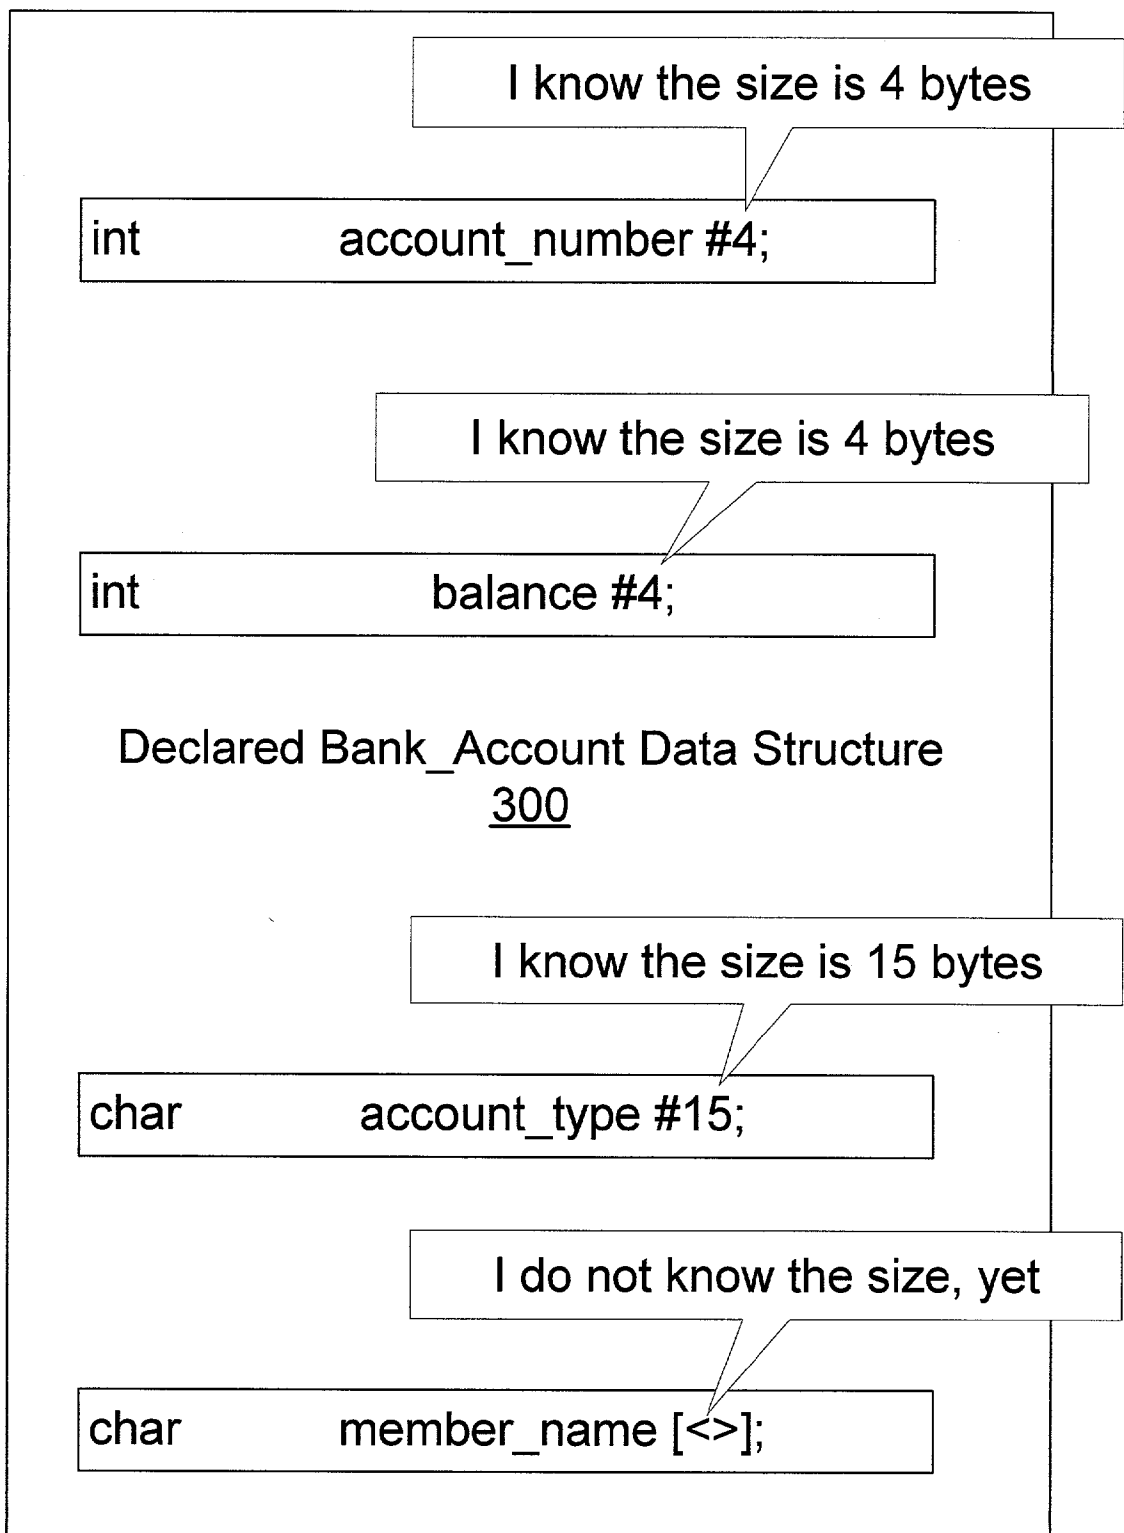 I know the size is 4 bytes
int account_number #4;
I know the size is 4 bytes
int balance #4;
Declared Bank_Account Data Structure
300
I know the size is 15 bytes
char account_type #15;
I do not know the size, yet
char member_name [<>];